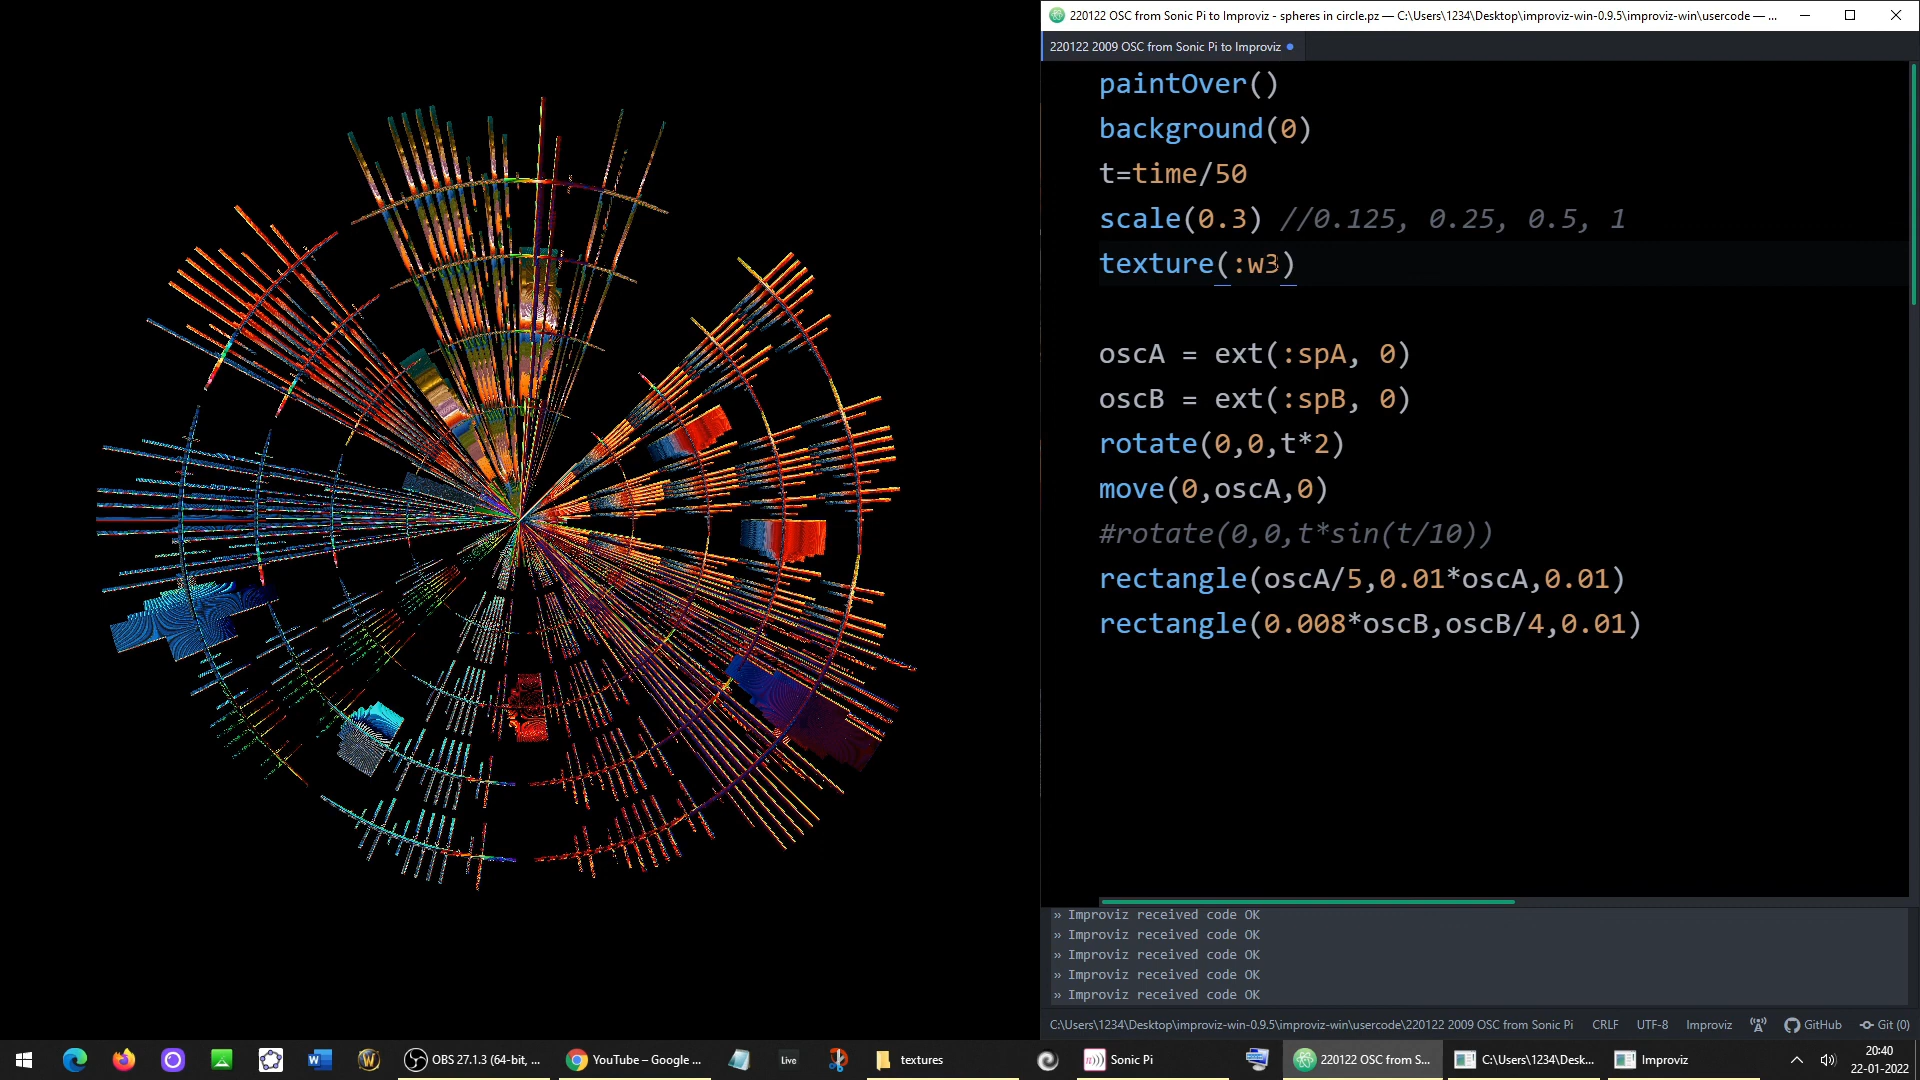 220122 OSC from Sonic Pi to Improviz - spheres in circle.pz — C:\Users\1234\Desktop\improviz-win-0.9.5\improviz-win\usercode — ...
220122 2009 OSC from Sonic Pi to Improviz
paintOver()
background(0)
t=time/50
scale(0.3) //0.125, 0.25, 0.5, 1
texture(:w3)
oscA = ext(:spA, 0)
oscB = ext(:spB, 0)
rotate(0,0,t*2)
move(0,oscA,0)
#rotate(0,0,t*sin(t/10))
rectangle(oscA/5,0.01*oscA,0.01)
rectangle(0.008*oscB,oscB/4,0.01)
» Improviz received code OK
» Improviz received code OK
» Improviz received code OK
» Improviz received code OK
» Improviz received code OK
C:\Users\1234\Desktop\improviz-win-0.9.5\improviz-win\usercode\220122 2009 OSC from Sonic Pi CRLF UTF-8 Improviz GitHub Git (0)
OBS 27.1.3 (64-bit, ... YouTube – Google ... Live textures Sonic Pi 220122 OSC from S... C:\Users\1234\Desk... Improviz 20:40
22-01-2022